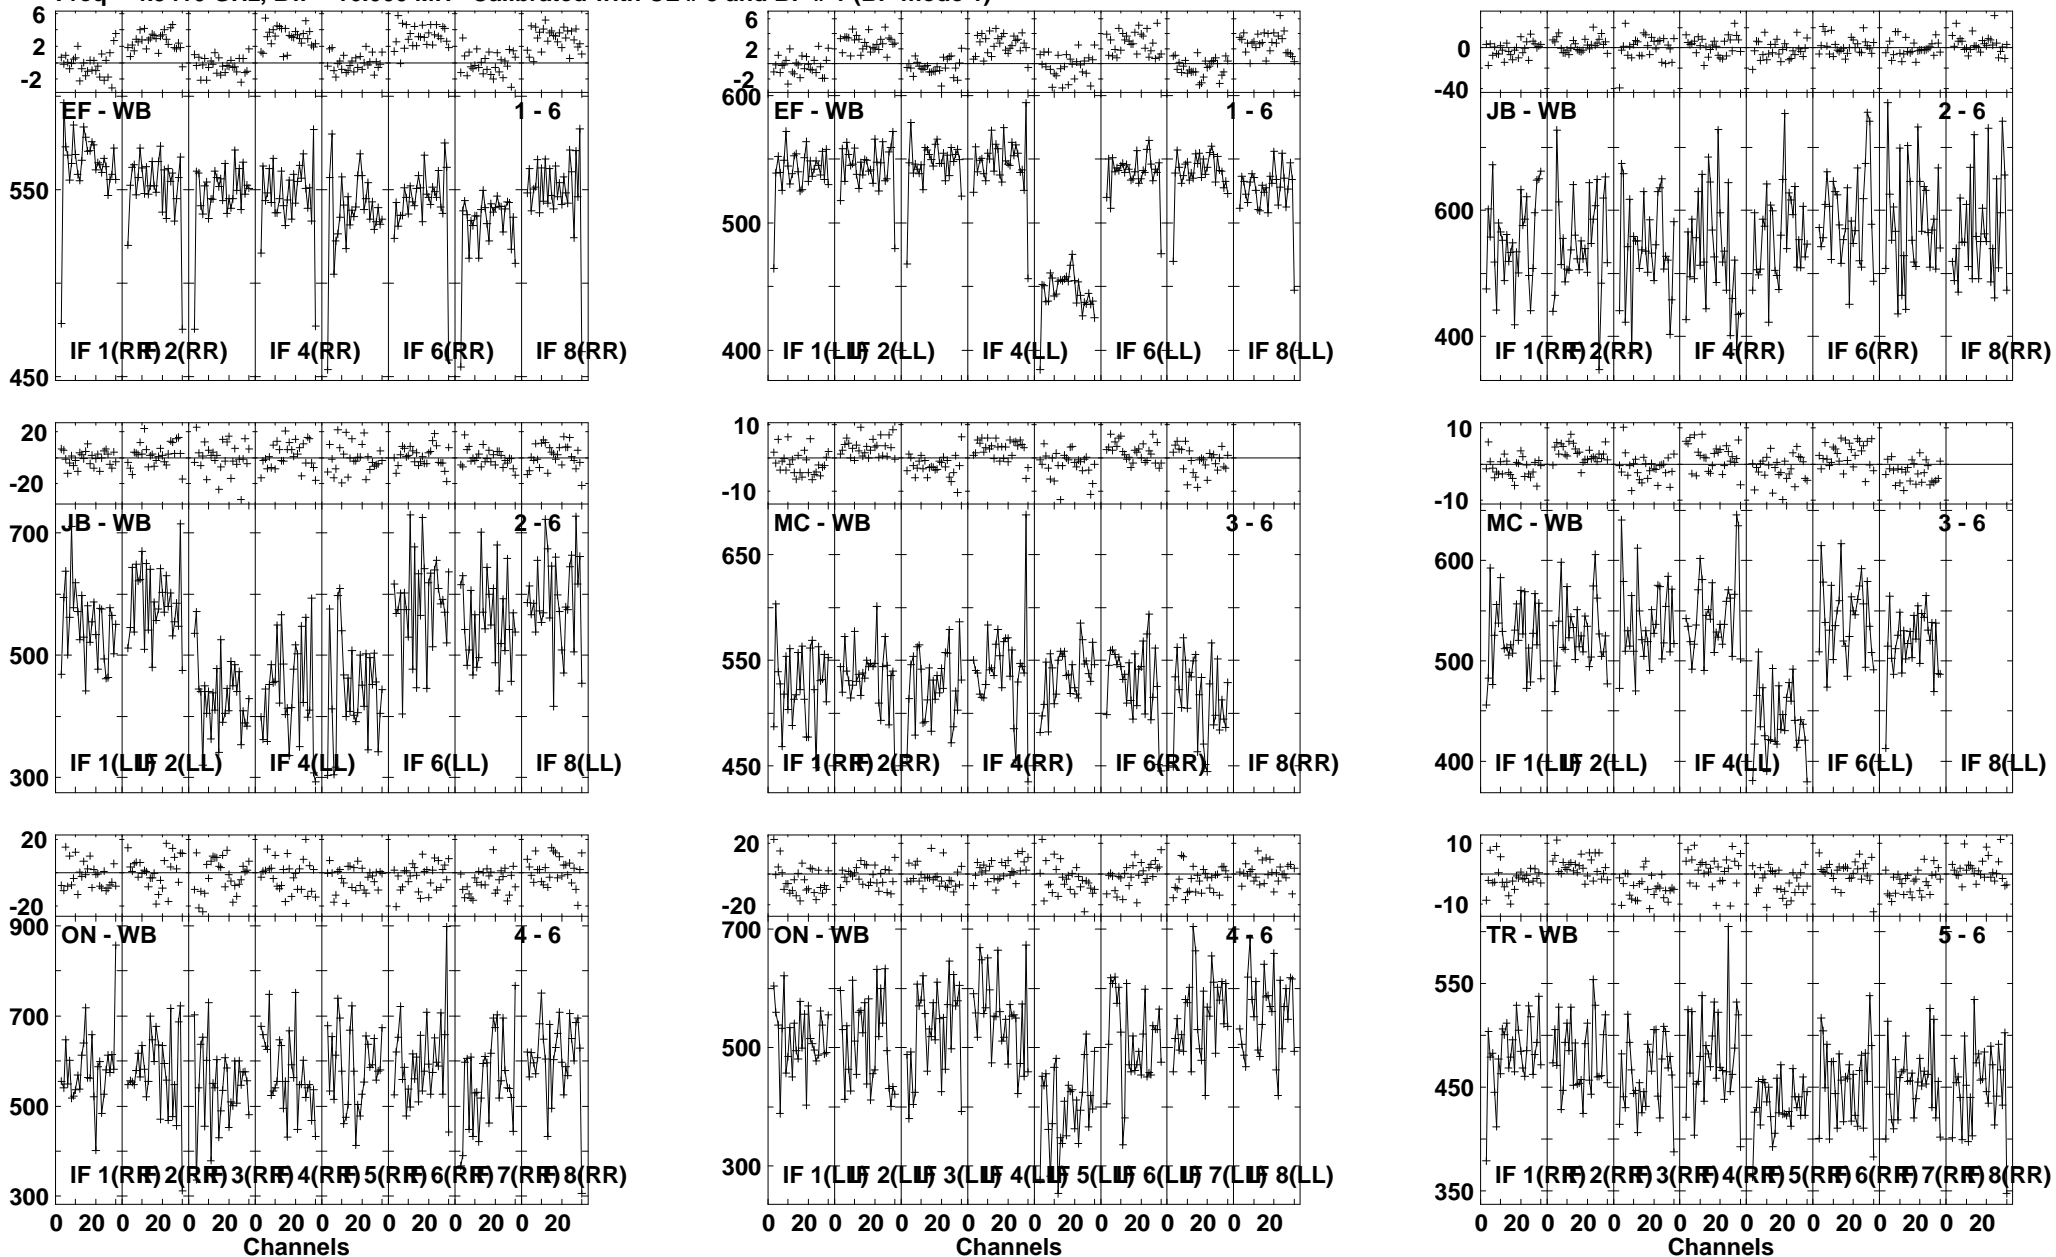 6
2
-2
EF - WB 1 - 6
550
450
IF 1(RR) IF 2(RR) IF 4(RR) IF 6(RR) IF 8(RR)
6
2
-2
600
EF - WB 1 - 6
500
400
IF 1(LL) IF 2(LL) IF 4(LL) IF 6(LL) IF 8(LL)
0
-40
JB - WB 2 - 6
600
400
IF 1(RR) IF 2(RR) IF 4(RR) IF 6(RR) IF 8(RR)
20
-20
JB - WB 2 - 6
700
500
300
IF 1(LL) IF 2(LL) IF 4(LL) IF 6(LL) IF 8(LL)
10
-10
MC - WB 3 - 6
650
550
450
IF 1(RR) IF 2(RR) IF 4(RR) IF 6(RR) IF 8(RR)
10
-10
MC - WB 3 - 6
600
500
400
IF 1(LL) IF 2(LL) IF 4(LL) IF 6(LL) IF 8(LL)
20
-20
900
ON - WB 4 - 6
700
500
300
IF 1(RR) IF 2(RR) IF 3(RR) IF 4(RR) IF 5(RR) IF 6(RR) IF 7(RR) IF 8(RR)
0 20 0 20 0 20 0 20 0 20 0 20 0 20 0 20
Channels
20
-20
700
ON - WB 4 - 6
500
300
IF 1(LL) IF 2(LL) IF 3(LL) IF 4(LL) IF 5(LL) IF 6(LL) IF 7(LL) IF 8(LL)
0 20 0 20 0 20 0 20 0 20 0 20 0 20 0 20
Channels
10
-10
TR - WB 5 - 6
550
450
350
IF 1(RR) IF 2(RR) IF 3(RR) IF 4(RR) IF 5(RR) IF 6(RR) IF 7(RR) IF 8(RR)
0 20 0 20 0 20 0 20 0 20 0 20 0 20 0 20
Channels